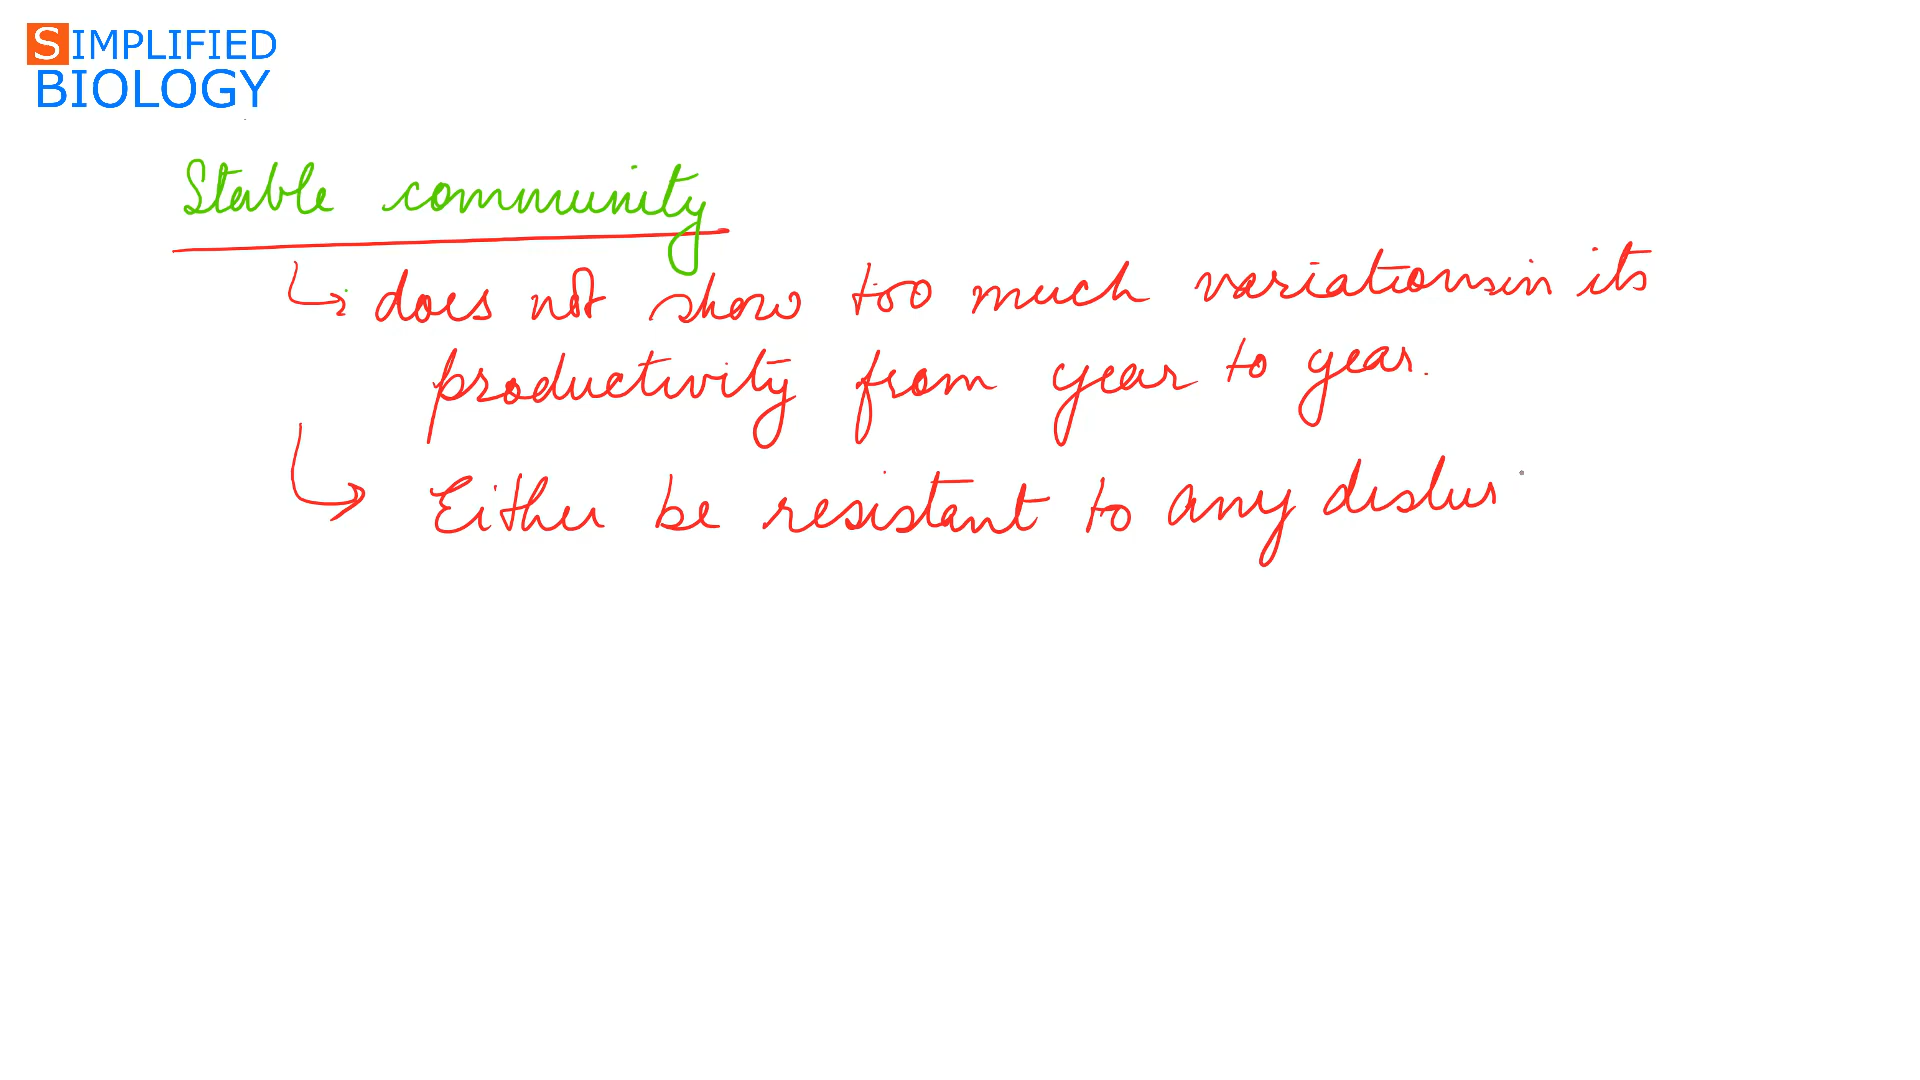 SIMPLIFIED
BIOLOGY
Stable community
does not show too much variations in its
productivity from year to year.
Either be resistant to any distur